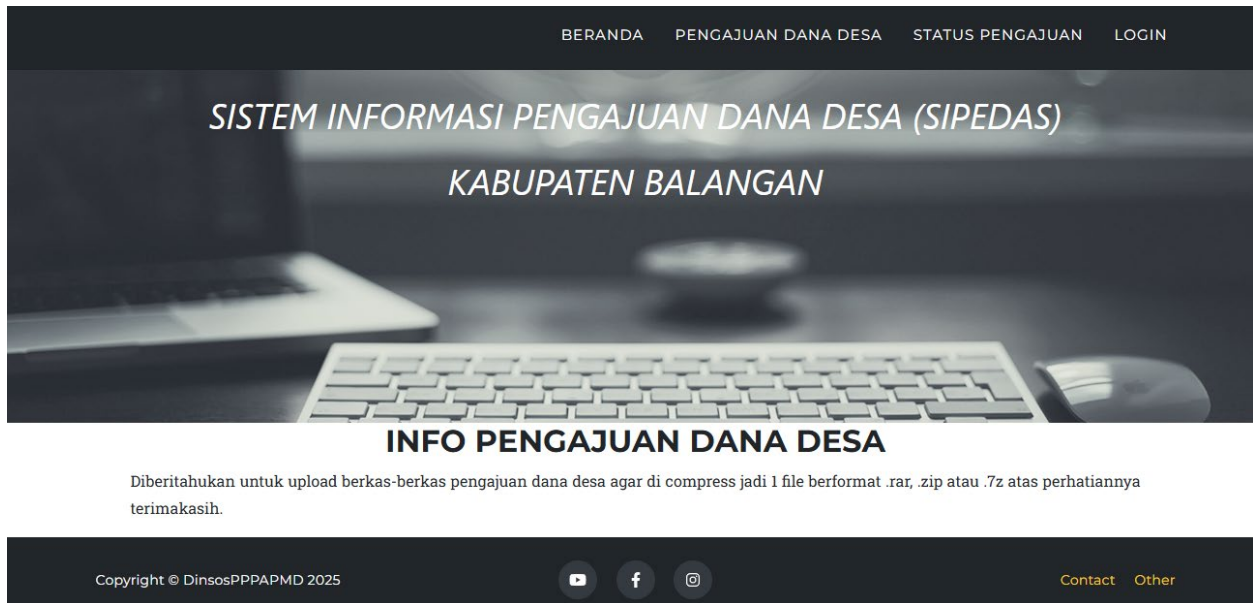 BERANDA PENGAJUAN DANA DESA STATUS PENGAJUAN LOGIN
SISTEM INFORMASI PENGAJUAN DANA DESA (SIPEDAS)
KABUPATEN BALANGAN
INFO PENGAJUAN DANA DESA
Diberitahukan untuk upload berkas-berkas pengajuan dana desa agar di compress jadi 1 file berformat .rar, .zip atau .7z atas perhatiannya
terimakasih.
Copyright © DinsosPPPAPMD 2025 Contact Other